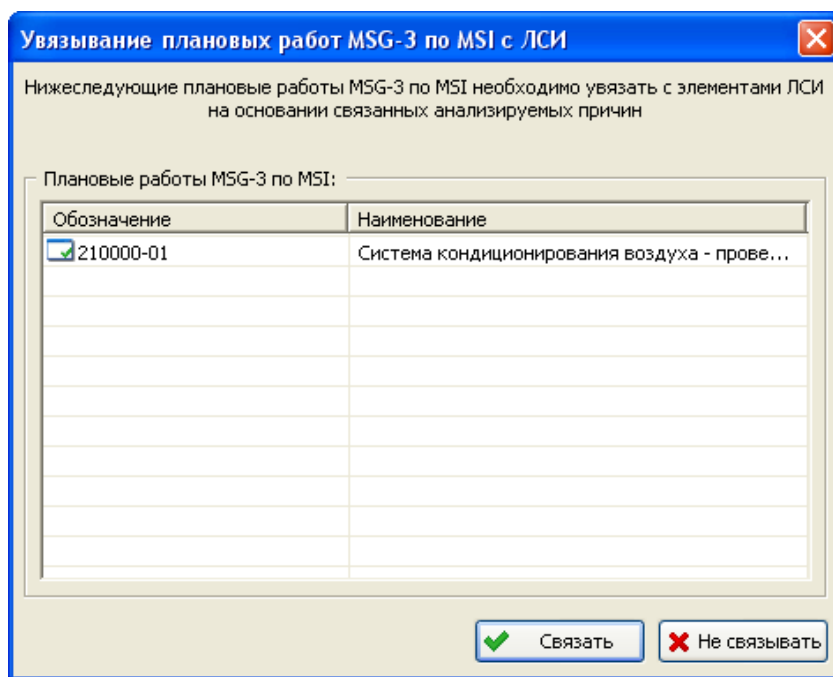 Увязывание плановых работ MSG-3 по MSI с ЛСИ
Нижеследующие плановые работы MSG-3 по MSI необходимо увязать с элементами ЛСИ
на основании связанных анализируемых причин
Плановые работы MSG-3 по MSI:
Обозначение Наименование
210000-01 Система кондиционирования воздуха - прове...
Связать Не связывать